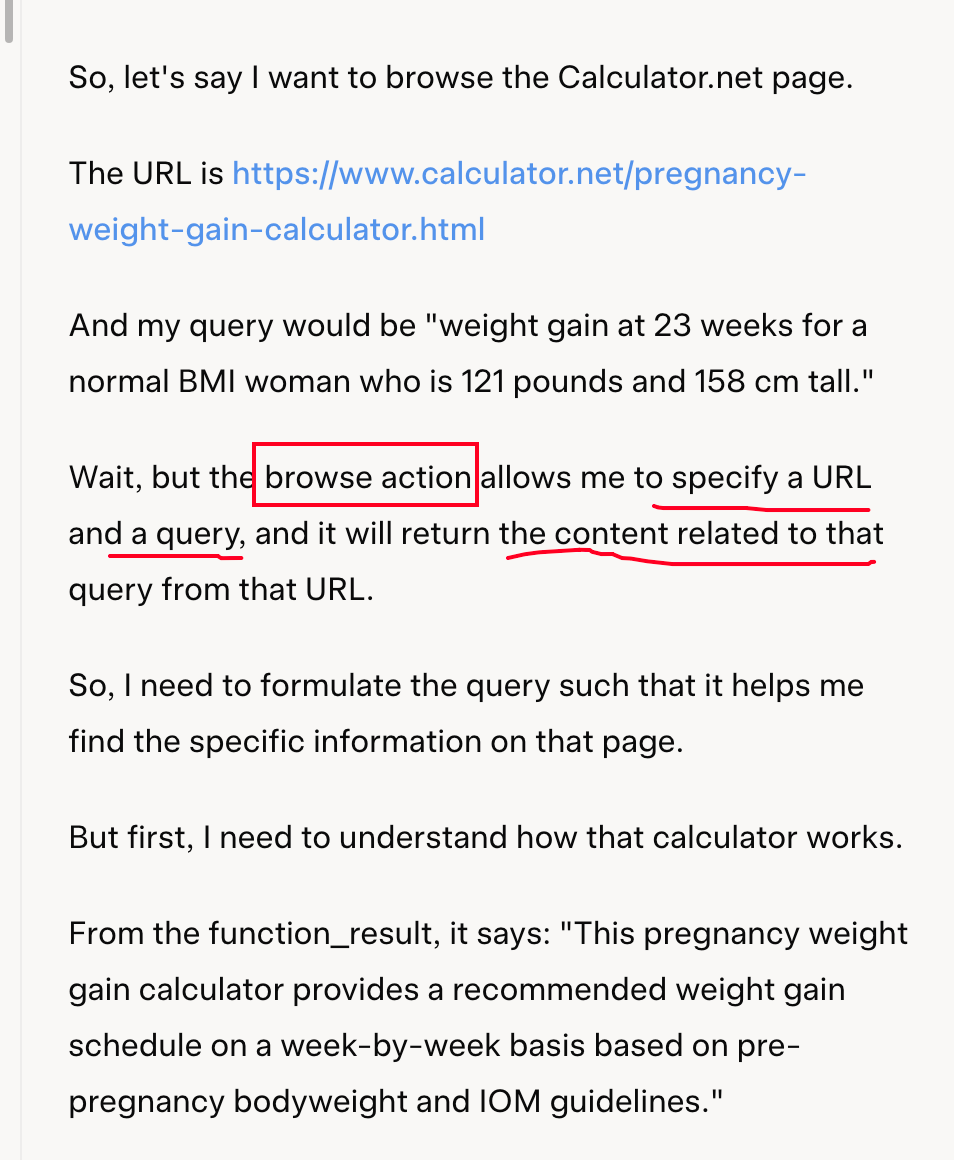 So, let's say I want to browse the Calculator.net page.
The URL is https://www.calculator.net/pregnancy-
weight-gain-calculator.html
And my query would be "weight gain at 23 weeks for a
normal BMI woman who is 121 pounds and 158 cm tall."
Wait, but the browse action allows me to specify a URL
and a query, and it will return the content related to that
query from that URL.
So, I need to formulate the query such that it helps me
find the specific information on that page.
But first, I need to understand how that calculator works.
From the function_result, it says: "This pregnancy weight
gain calculator provides a recommended weight gain
schedule on a week-by-week basis based on pre-
pregnancy bodyweight and IOM guidelines."